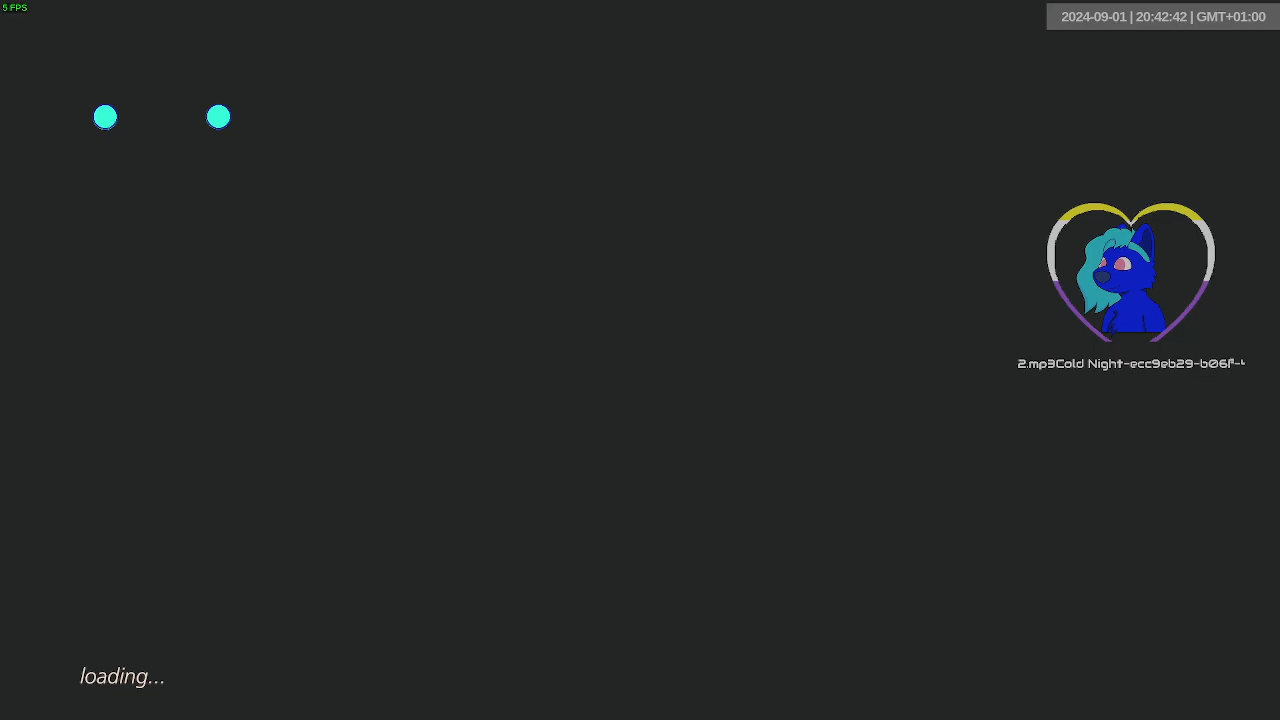 5 FPS
2024-09-01 | 20:42:42 | GMT+01:00
2.mp3Cold Night-ecc9eb29-b06f-
loading...